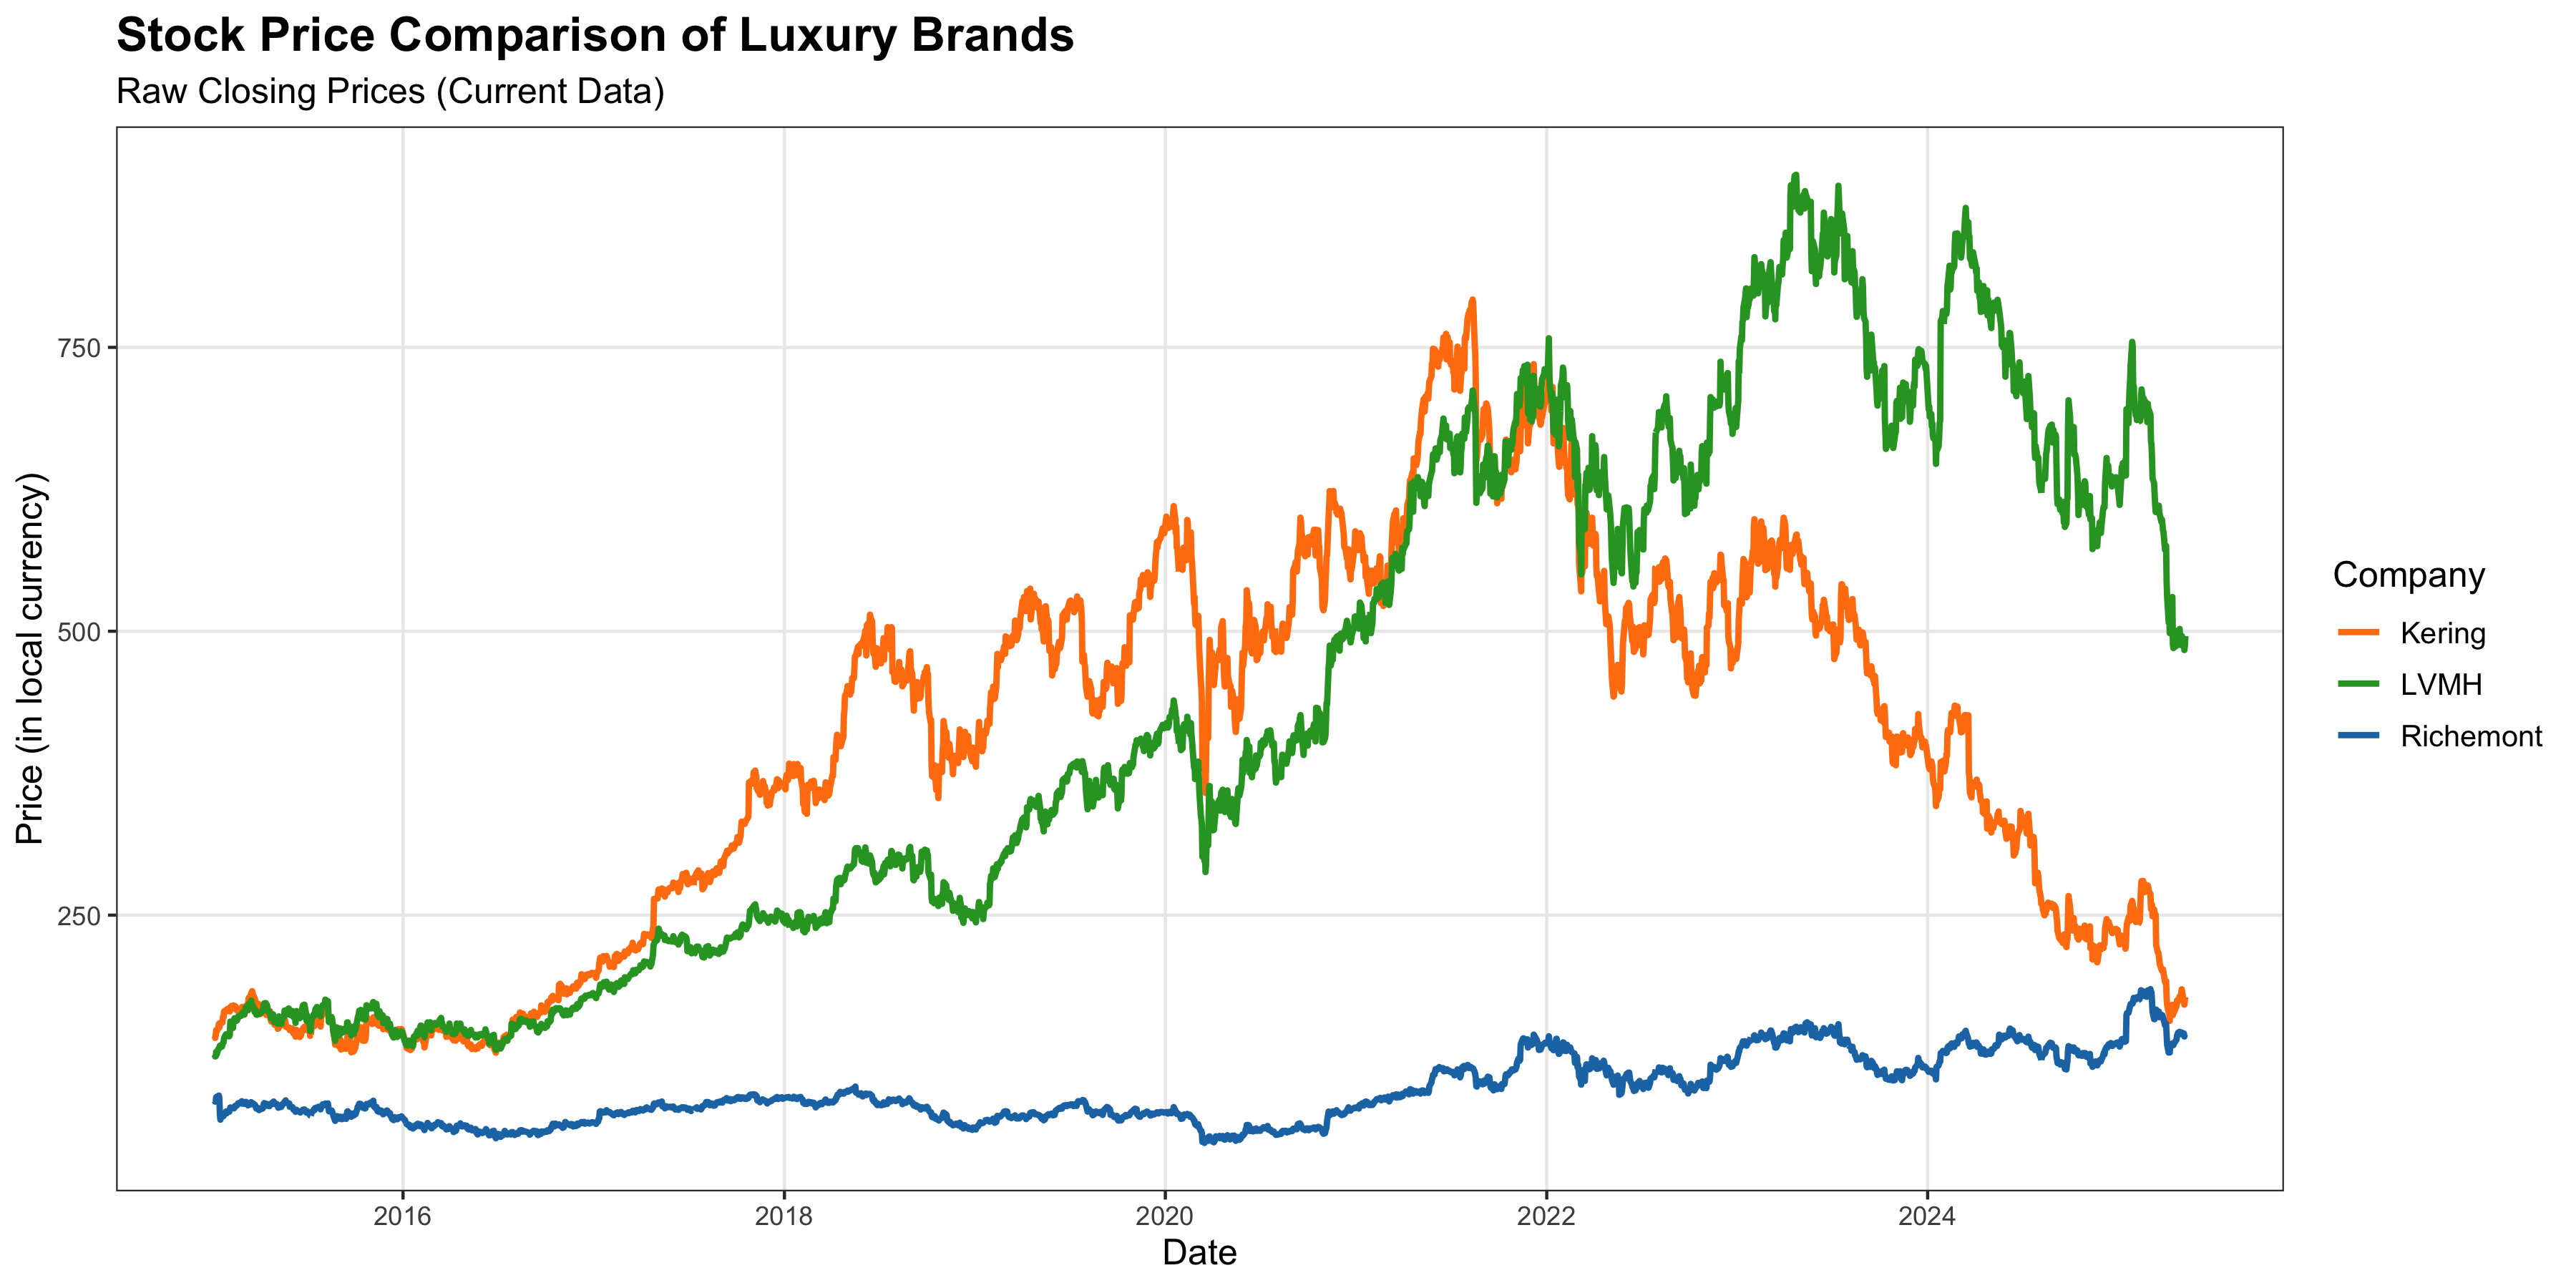 Stock Price Comparison of Luxury Brands
Raw Closing Prices (Current Data)
Price (in local currency)
750
500
250
2016
2018
2020
2022
2024
Date
Company
Kering
LVMH
Richemont